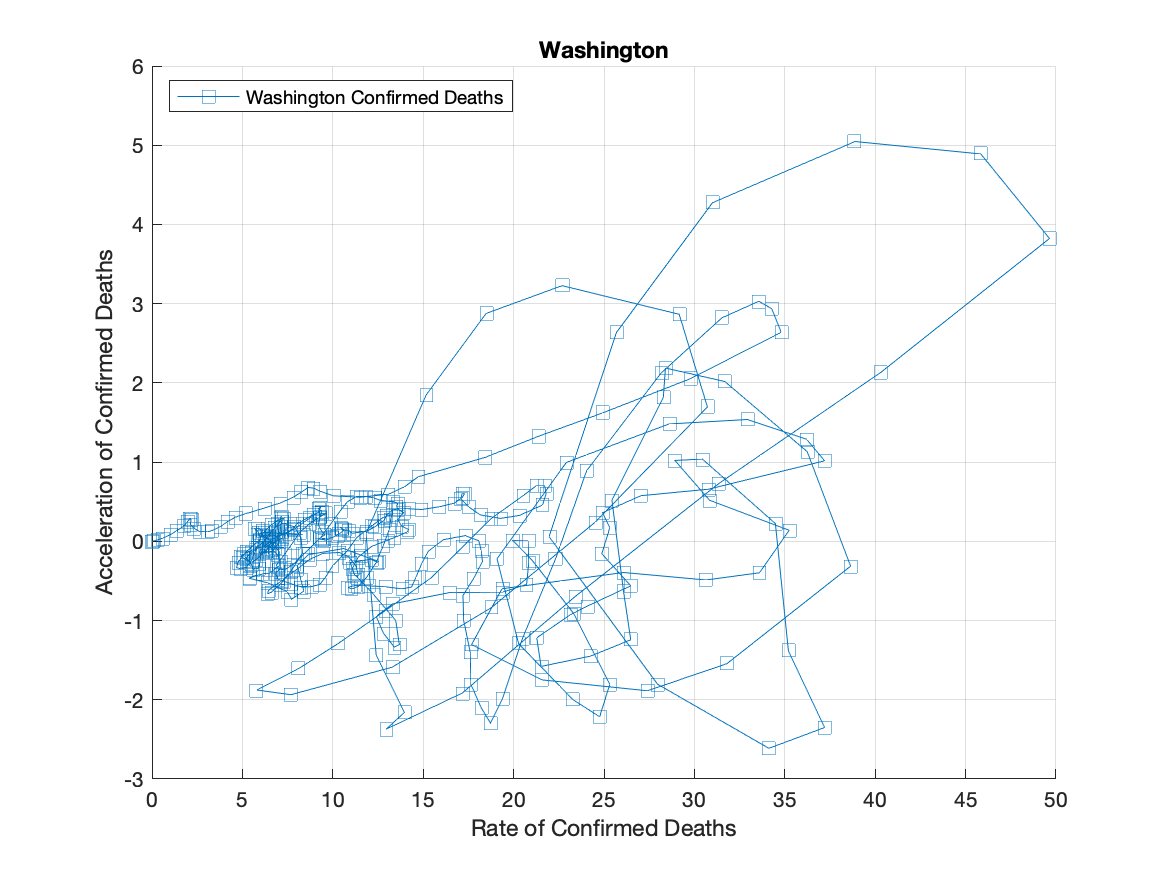 Washington
Washington Confirmed Deaths
6
5
4
3
2
1
0
-1
-2
-3
Acceleration of Confirmed Deaths
0 5 10 15 20 25 30 35 40 45 50
Rate of Confirmed Deaths